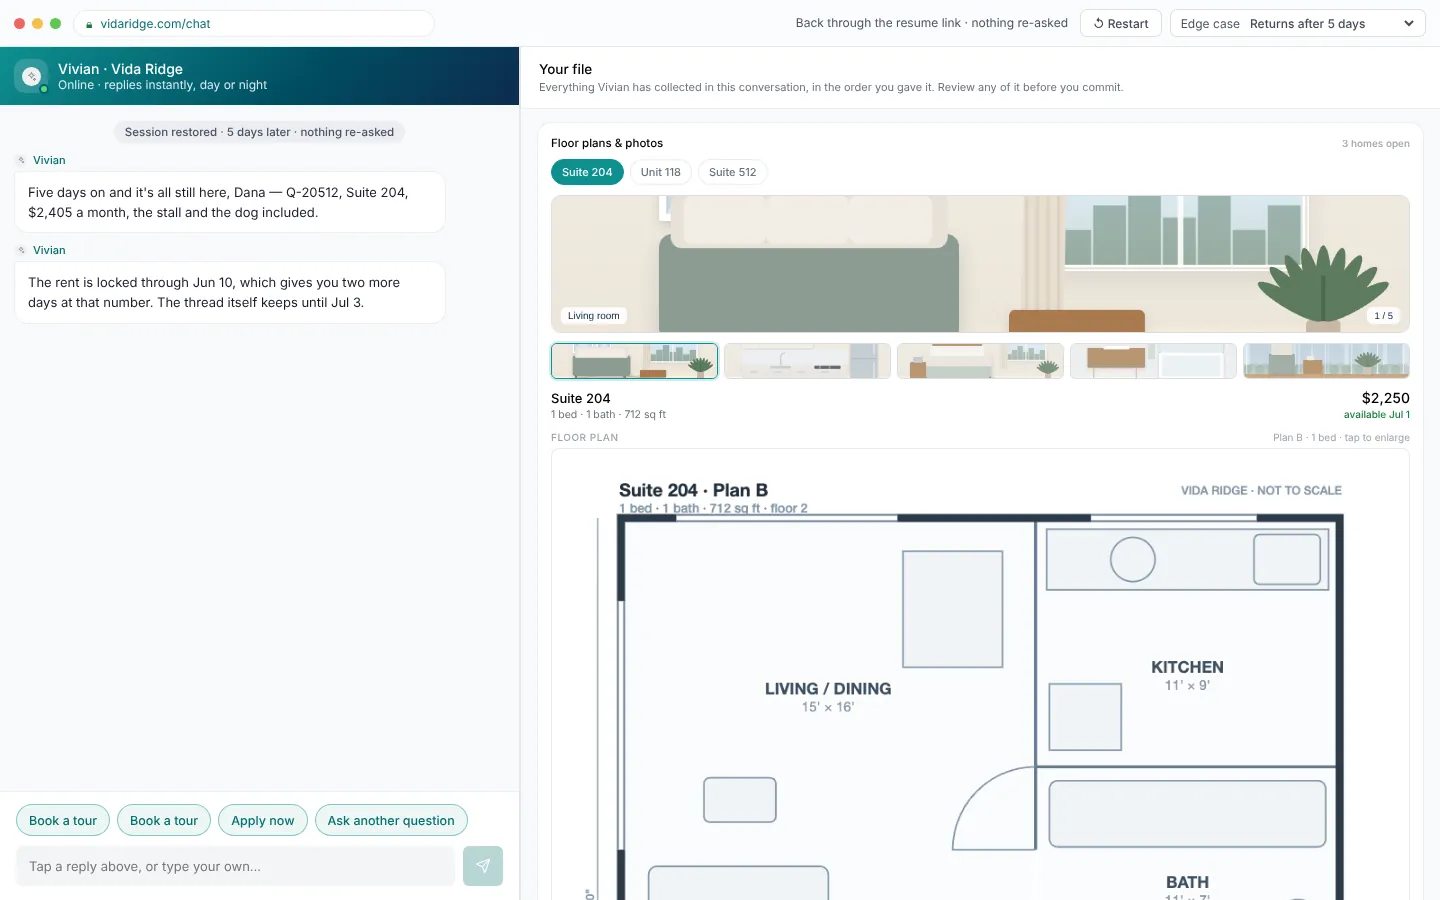 vidaridge.com/chat
Back through the resume link · nothing re-asked
Restart
Edge case Returns after 5 days
Vivian · Vida Ridge
Online · replies instantly, day or night
Session restored · 5 days later · nothing re-asked
Vivian
Five days on and it's all still here, Dana — Q-20512, Suite 204,
$2,405 a month, the stall and the dog included.
Vivian
The rent is locked through Jun 10, which gives you two more
days at that number. The thread itself keeps until Jul 3.
Book a tour
Book a tour
Apply now
Ask another question
Tap a reply above, or type your own...
Your file
Everything Vivian has collected in this conversation, in the order you gave it. Review any of it before you commit.
Floor plans & photos
3 homes open
Suite 204
Unit 118
Suite 512
Living room
1 / 5
Suite 204
$2,250
1 bed · 1 bath · 712 sq ft
available Jul 1
FLOOR PLAN
Plan B · 1 bed · tap to enlarge
Suite 204 · Plan B
VIDA RIDGE · NOT TO SCALE
1 bed · 1 bath · 712 sq ft · floor 2
LIVING / DINING
15' × 16'
KITCHEN
11' × 9'
BATH
11' × 7'